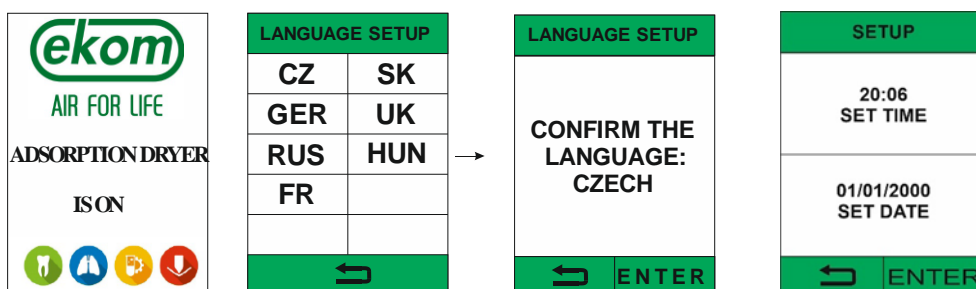 ekom
AIR FOR LIFE
ADSORPTION DRYER
IS ON
LANGUAGE SETUP
CZ SK
GER UK
RUS HUN
FR
LANGUAGE SETUP
CONFIRM THE
LANGUAGE:
CZECH
ENTER
SETUP
20:06
SET TIME
01/01/2000
SET DATE
ENTER